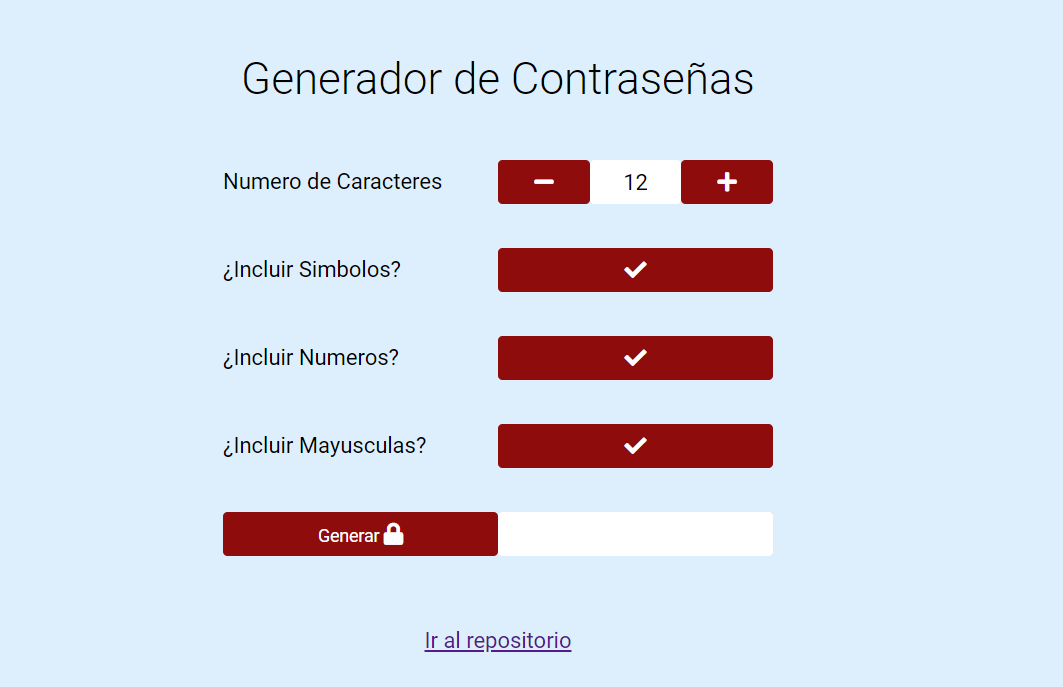 Generador de Contraseñas
Numero de Caracteres
12
¿Incluir Simbolos?
¿Incluir Numeros?
¿Incluir Mayusculas?
Generar
Ir al repositorio